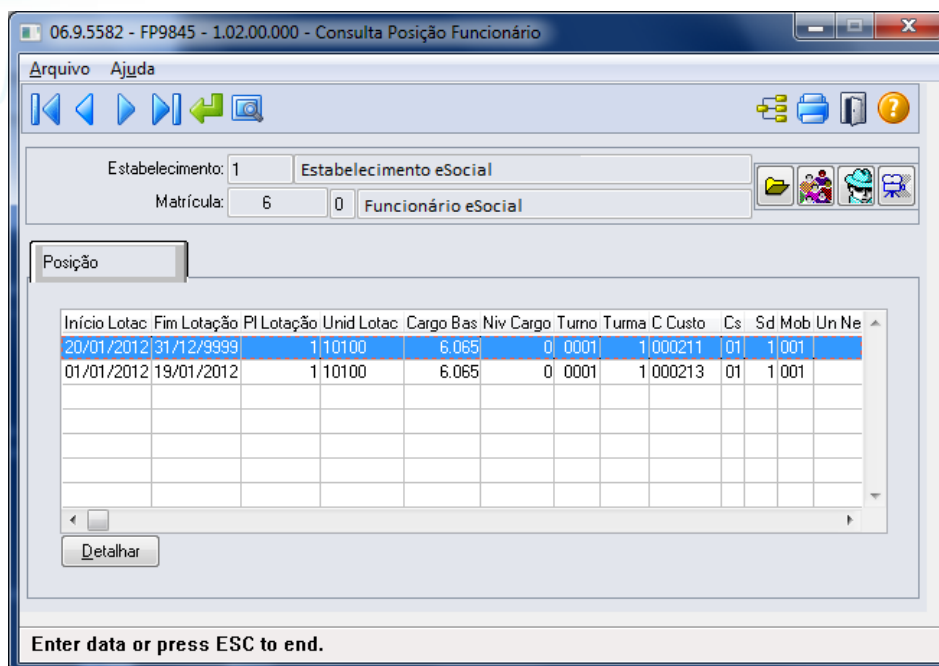 06.9.5582 - FP9845 - 1.02.00.000 - Consulta Posição Funcionário
Arquivo Ajuda
Estabelecimento: 1 Estabelecimento eSocial
Matrícula: 6 0 Funcionário eSocial
Posição
Início Lotac Fim Lotação Pl Lotação Unid Lotac Cargo Bas Niv Cargo Turno Turma C Custo Cs Sd Mob Un Ne
20/01/2012 31/12/9999 1 10100 6.065 0 0001 1 000211 01 1 001
01/01/2012 19/01/2012 1 10100 6.065 0 0001 1 000213 01 1 001
Detalhar
Enter data or press ESC to end.